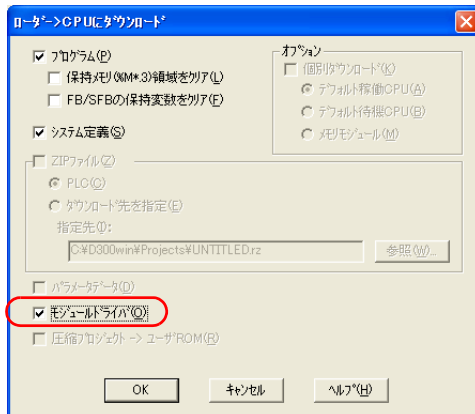 ローダｰ>CPUにダウンロード
プログラム(P)
保持メモリ(%M*.3)領域をクリア(L)
FB/SFBの保持変数をクリア(F)
システム定義(S)
オプション
個別ダウンロード(K)
デフォルト稼働CPU(A)
デフォルト待機CPU(B)
メモリモジュール(M)
ZIPファイル(Z)
PLC(C)
ダウンロード先を指定(E)
指定先(I):
C:¥D300win¥Projects¥UNTITLED.rz
参照(W)...
パラメータデータ(D)
モジュールドライバ(O)
圧縮プロジェクト -> ユーザROM(R)
OK
キャンセル
ヘルプ(H)